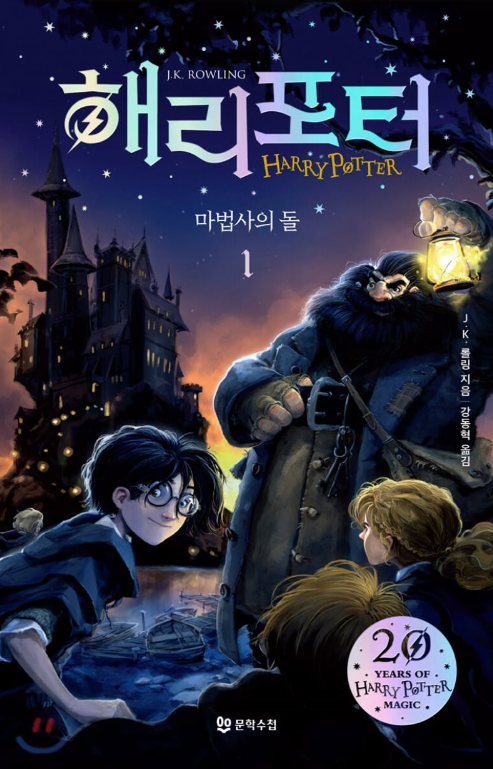 J.K. ROWLING
해리포터
HARRY POTTER
마법사의 돌
1
J.K. 롤링 지음 | 강동혁 옮김
20
YEARS OF
HARRY POTTER
MAGIC
문학수첩